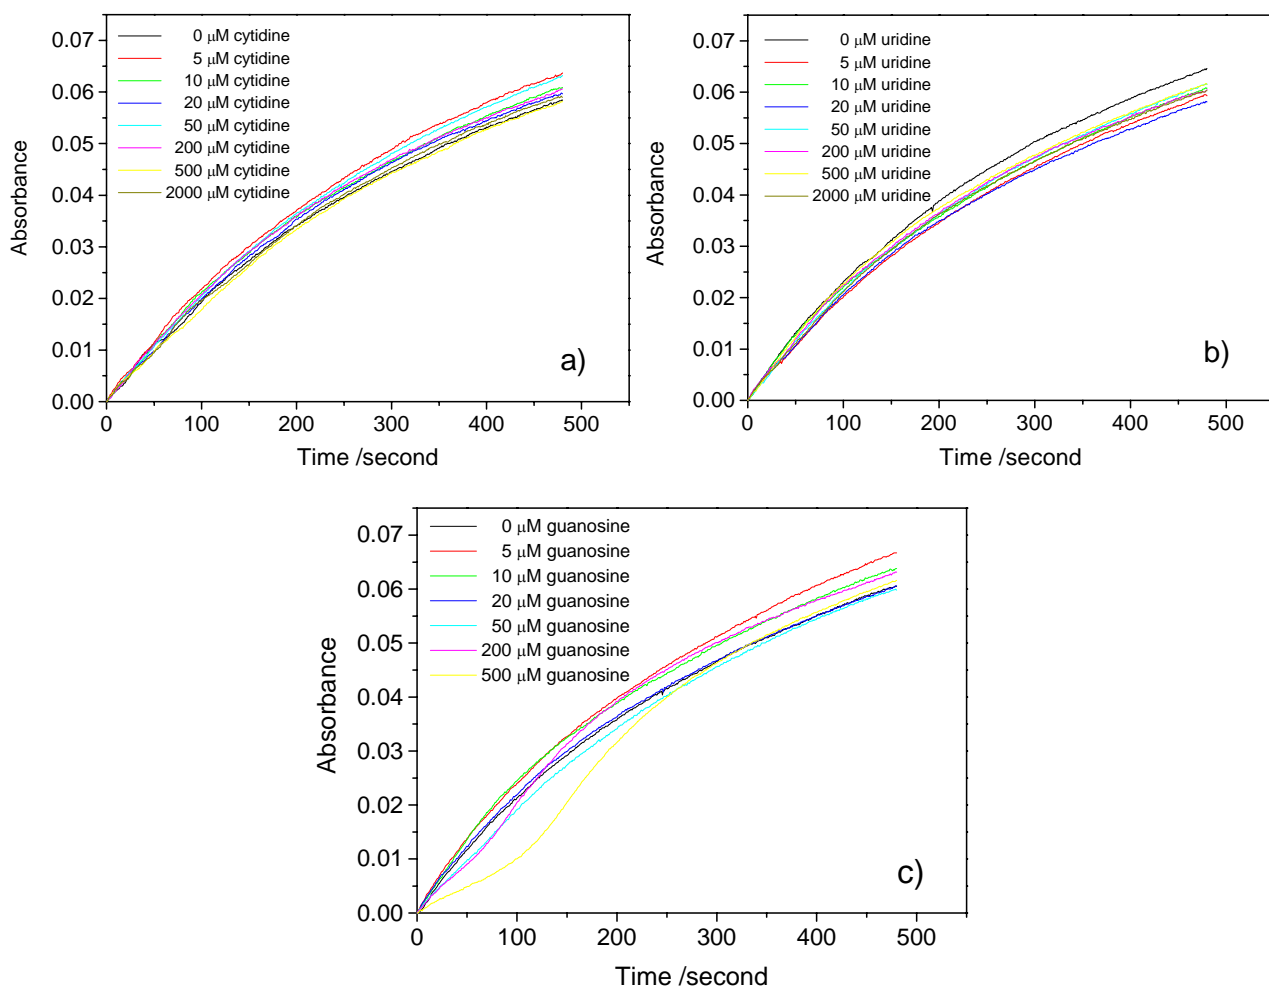 0.07
0.06
0.05
0.04
0.03
0.02
0.01
0.00
Absorbance
0 μM cytidine
5 μM cytidine
10 μM cytidine
20 μM cytidine
50 μM cytidine
200 μM cytidine
500 μM cytidine
2000 μM cytidine
a)
0 100 200 300 400 500
Time /second
0.07
0.06
0.05
0.04
0.03
0.02
0.01
0.00
Absorbance
0 μM uridine
5 μM uridine
10 μM uridine
20 μM uridine
50 μM uridine
200 μM uridine
500 μM uridine
2000 μM uridine
b)
0 100 200 300 400 500
Time /second
0.07
0.06
0.05
0.04
0.03
0.02
0.01
0.00
Absorbance
0 μM guanosine
5 μM guanosine
10 μM guanosine
20 μM guanosine
50 μM guanosine
200 μM guanosine
500 μM guanosine
c)
0 100 200 300 400 500
Time /second